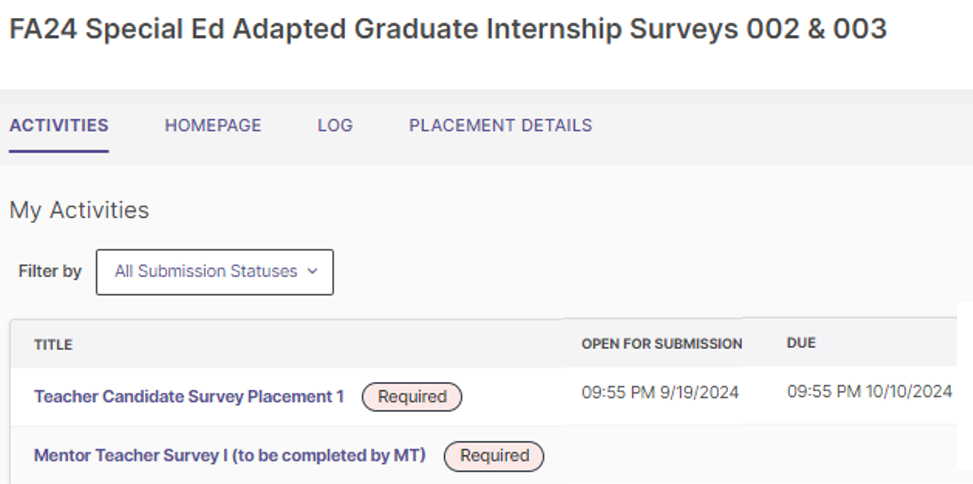 FA24 Special Ed Adapted Graduate Internship Surveys 002 & 003
ACTIVITIES HOMEPAGE LOG PLACEMENT DETAILS
My Activities
Filter by All Submission Statuses
TITLE OPEN FOR SUBMISSION DUE
Teacher Candidate Survey Placement 1 Required 09:55 PM 9/19/2024 09:55 PM 10/10/2024
Mentor Teacher Survey I (to be completed by MT) Required